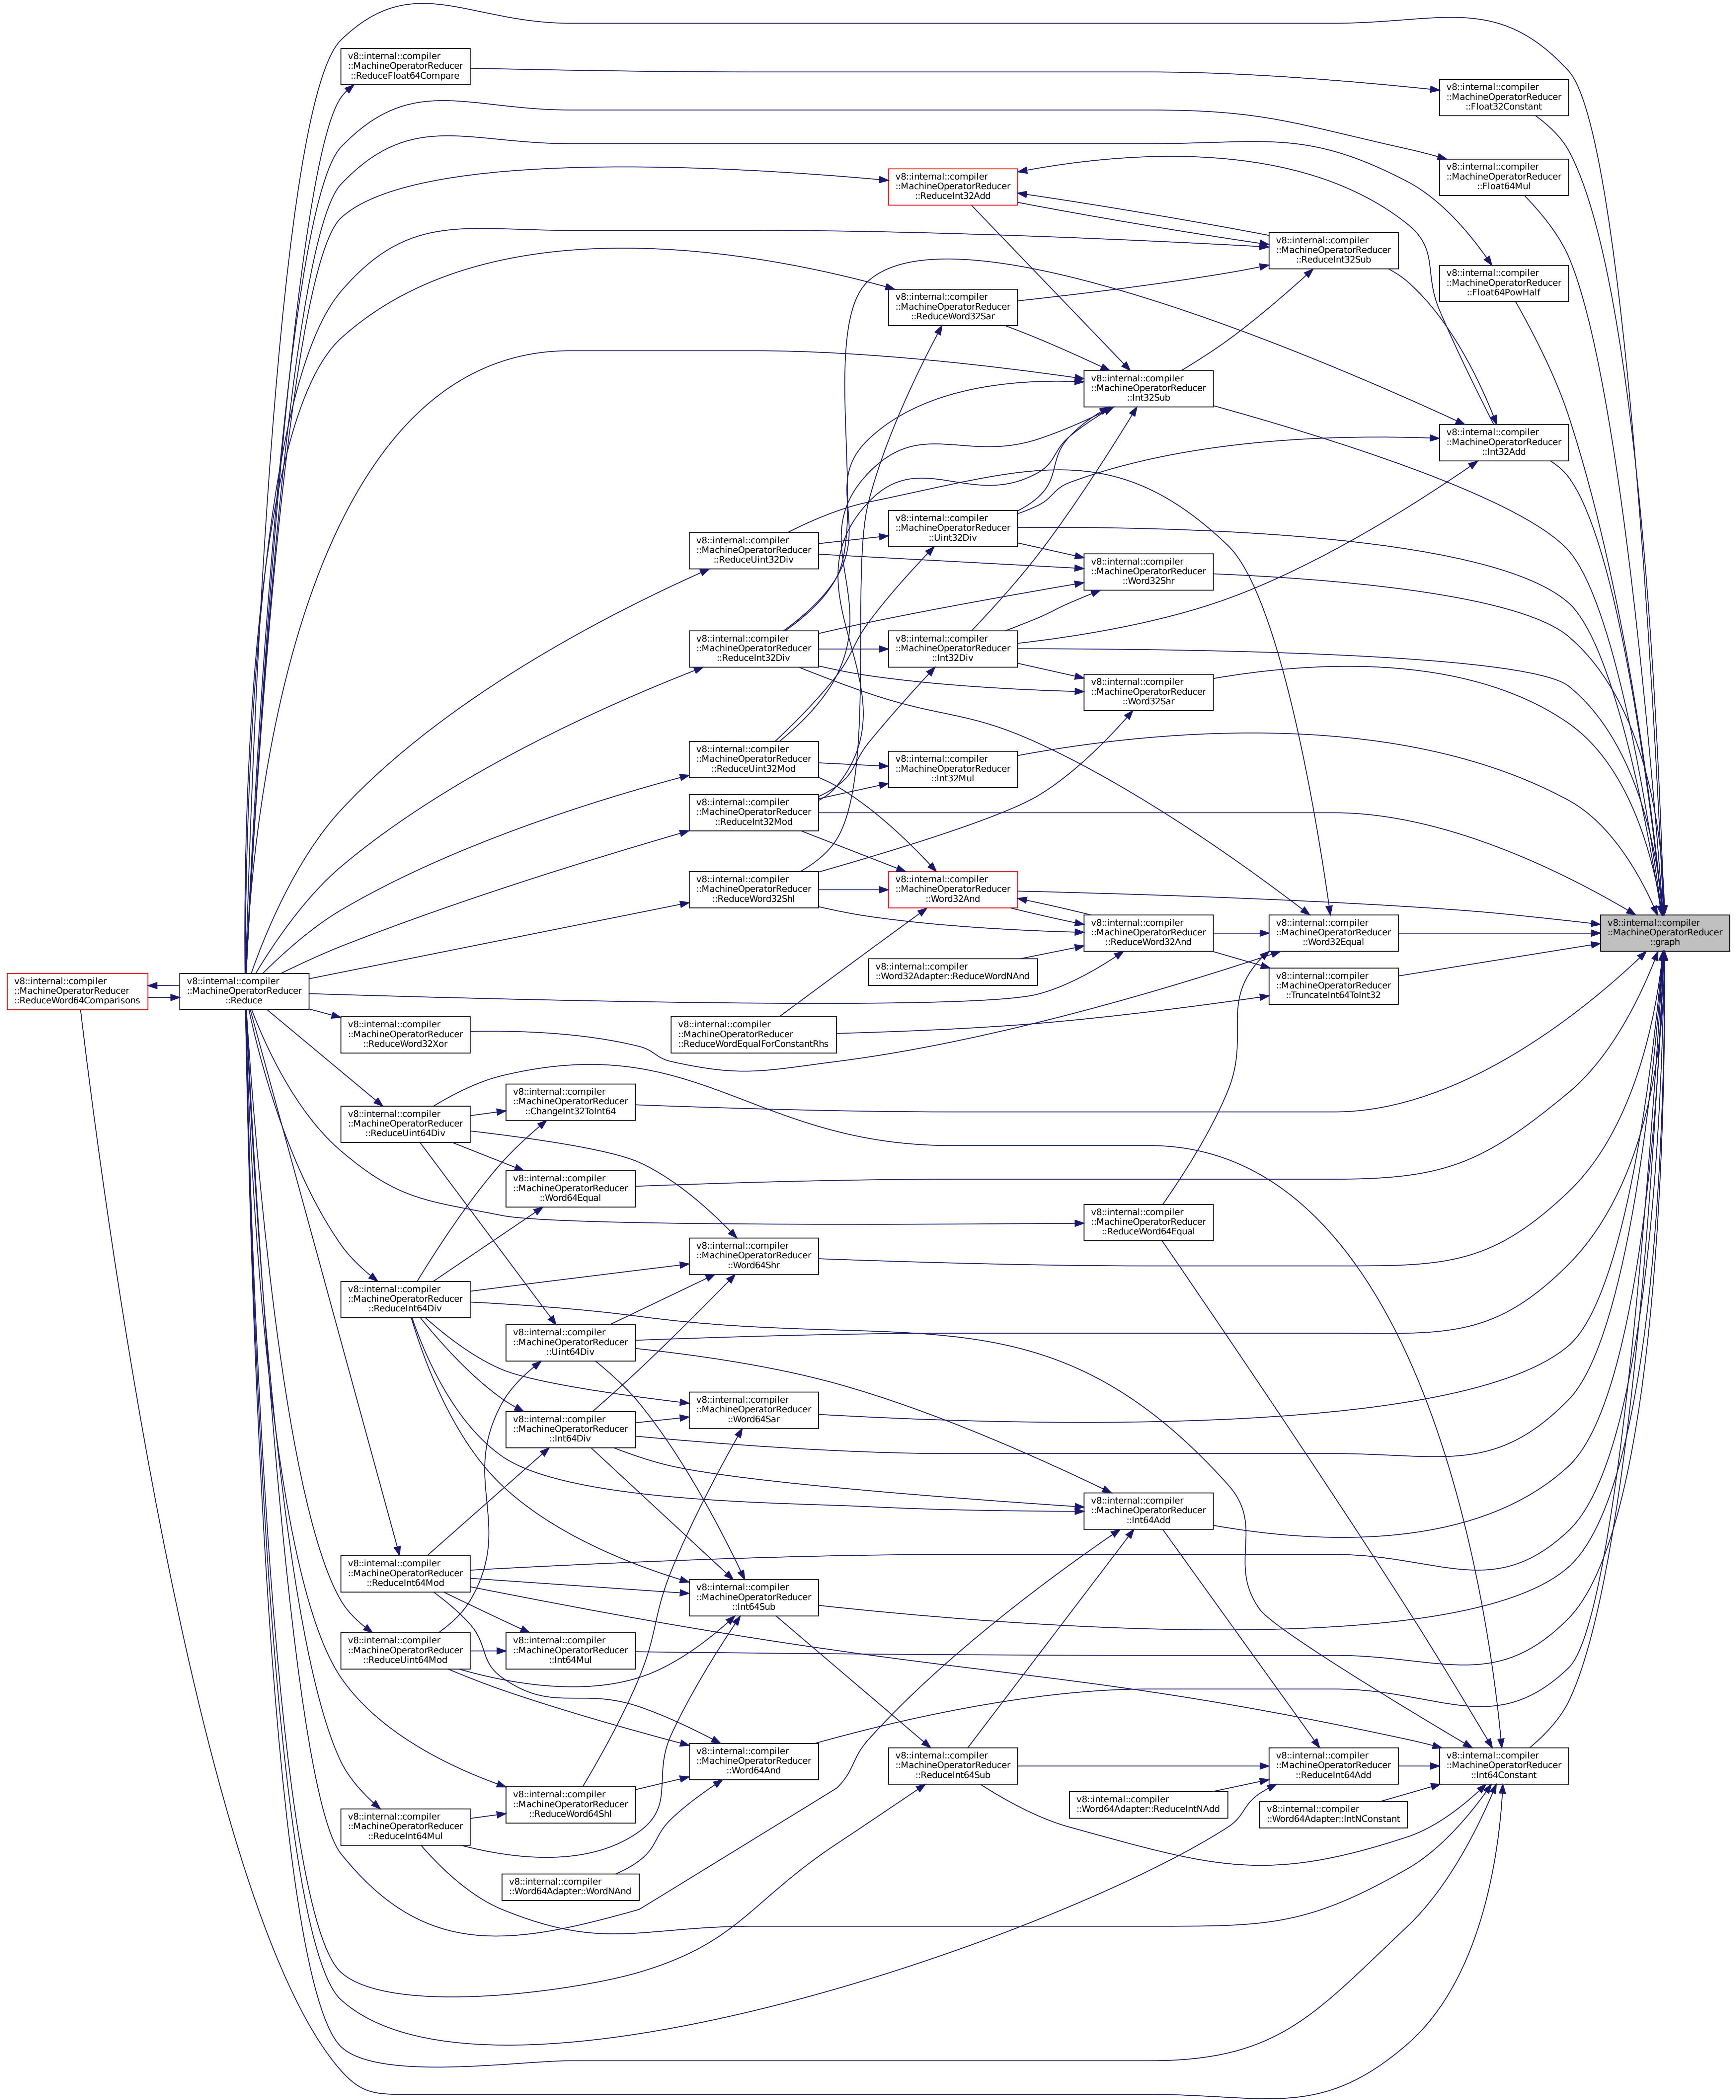 v8::internal::compiler
::MachineOperatorReducer
::ReduceFloat64Compare
v8::internal::compiler
::MachineOperatorReducer
::Float32Constant
v8::internal::compiler
::MachineOperatorReducer
::Float64Mul
v8::internal::compiler
::MachineOperatorReducer
::ReduceInt32Add
v8::internal::compiler
::MachineOperatorReducer
::ReduceInt32Sub
v8::internal::compiler
::MachineOperatorReducer
::Float64PowHalf
v8::internal::compiler
::MachineOperatorReducer
::ReduceWord32Sar
v8::internal::compiler
::MachineOperatorReducer
::Int32Sub
v8::internal::compiler
::MachineOperatorReducer
::Int32Add
v8::internal::compiler
::MachineOperatorReducer
::Uint32Div
v8::internal::compiler
::MachineOperatorReducer
::ReduceUint32Div
v8::internal::compiler
::MachineOperatorReducer
::Word32Shr
v8::internal::compiler
::MachineOperatorReducer
::ReduceInt32Div
v8::internal::compiler
::MachineOperatorReducer
::Int32Div
v8::internal::compiler
::MachineOperatorReducer
::Word32Sar
v8::internal::compiler
::MachineOperatorReducer
::ReduceUint32Mod
v8::internal::compiler
::MachineOperatorReducer
::Int32Mul
v8::internal::compiler
::MachineOperatorReducer
::ReduceInt32Mod
v8::internal::compiler
::MachineOperatorReducer
::ReduceWord32Shl
v8::internal::compiler
::MachineOperatorReducer
::Word32And
v8::internal::compiler
::MachineOperatorReducer
::ReduceWord32And
v8::internal::compiler
::MachineOperatorReducer
::Word32Equal
v8::internal::compiler
::MachineOperatorReducer
::graph
v8::internal::compiler
::Word32Adapter::ReduceWordNAnd
v8::internal::compiler
::MachineOperatorReducer
::TruncateInt64ToInt32
v8::internal::compiler
::MachineOperatorReducer
::ReduceWord64Comparisons
v8::internal::compiler
::MachineOperatorReducer
::Reduce
v8::internal::compiler
::MachineOperatorReducer
::ReduceWord32Xor
v8::internal::compiler
::MachineOperatorReducer
::ReduceWordEqualForConstantRhs
v8::internal::compiler
::MachineOperatorReducer
::ChangeInt32ToInt64
v8::internal::compiler
::MachineOperatorReducer
::ReduceUint64Div
v8::internal::compiler
::MachineOperatorReducer
::Word64Equal
v8::internal::compiler
::MachineOperatorReducer
::ReduceWord64Equal
v8::internal::compiler
::MachineOperatorReducer
::Word64Shr
v8::internal::compiler
::MachineOperatorReducer
::ReduceInt64Div
v8::internal::compiler
::MachineOperatorReducer
::Uint64Div
v8::internal::compiler
::MachineOperatorReducer
::Word64Sar
v8::internal::compiler
::MachineOperatorReducer
::Int64Div
v8::internal::compiler
::MachineOperatorReducer
::Int64Add
v8::internal::compiler
::MachineOperatorReducer
::ReduceInt64Mod
v8::internal::compiler
::MachineOperatorReducer
::Int64Sub
v8::internal::compiler
::MachineOperatorReducer
::ReduceUint64Mod
v8::internal::compiler
::MachineOperatorReducer
::Int64Mul
v8::internal::compiler
::MachineOperatorReducer
::Word64And
v8::internal::compiler
::MachineOperatorReducer
::ReduceInt64Sub
v8::internal::compiler
::MachineOperatorReducer
::ReduceInt64Add
v8::internal::compiler
::MachineOperatorReducer
::Int64Constant
v8::internal::compiler
::MachineOperatorReducer
::ReduceWord64Shl
v8::internal::compiler
::Word64Adapter::ReduceIntNAdd
v8::internal::compiler
::Word64Adapter::IntNConstant
v8::internal::compiler
::MachineOperatorReducer
::ReduceInt64Mul
v8::internal::compiler
::Word64Adapter::WordNAnd